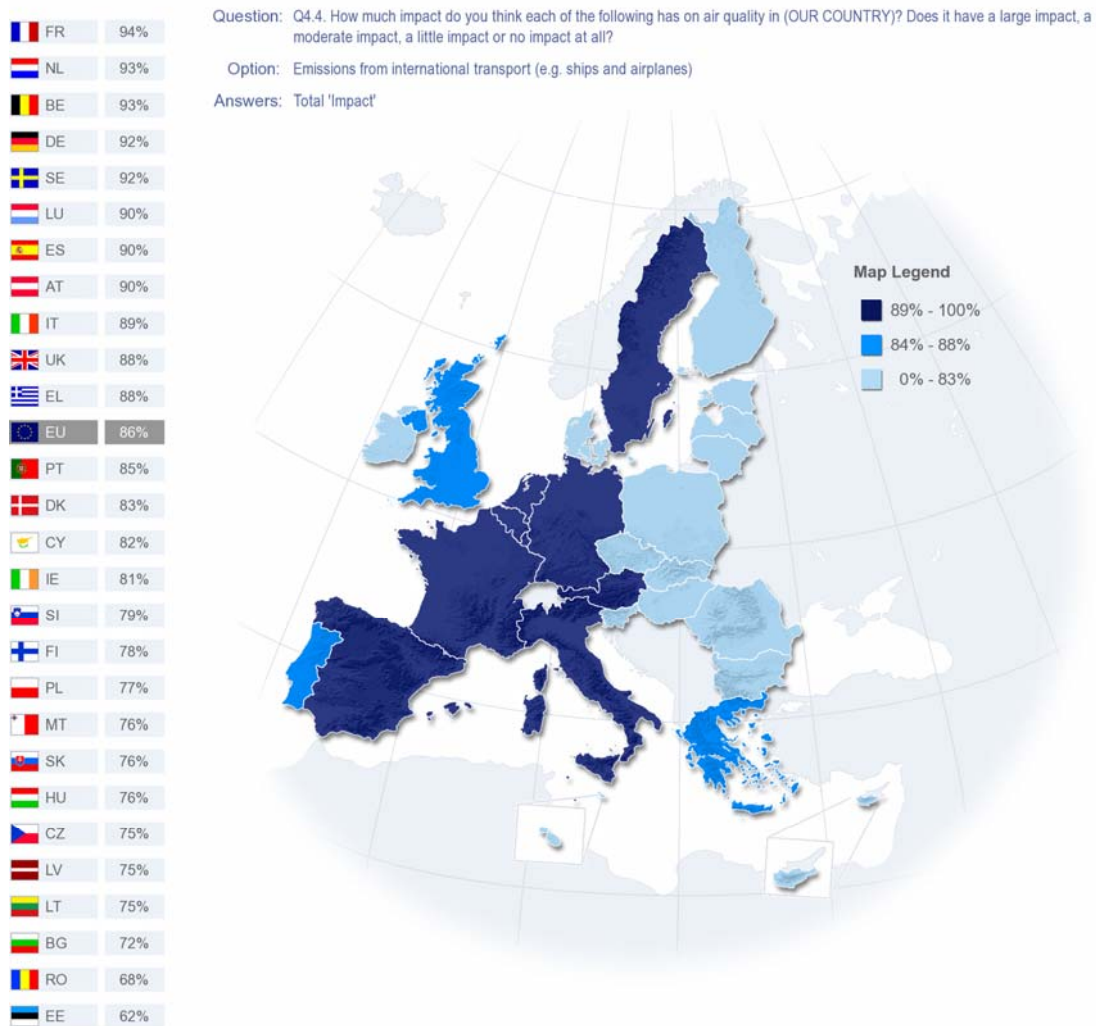 Question: Q4.4. How much impact do you think each of the following has on air quality in (OUR COUNTRY)? Does it have a large impact, a
moderate impact, a little impact or no impact at all?
Option: Emissions from international transport (e.g. ships and airplanes)
Answers: Total 'Impact'
FR 94%
NL 93%
BE 93%
DE 92%
SE 92%
LU 90%
ES 90%
AT 90%
IT 89%
UK 88%
EL 88%
EU 86%
PT 85%
DK 83%
CY 82%
IE 81%
SI 79%
FI 78%
PL 77%
MT 76%
SK 76%
HU 76%
CZ 75%
LV 75%
LT 75%
BG 72%
RO 68%
EE 62%
Map Legend
89% - 100%
84% - 88%
0% - 83%